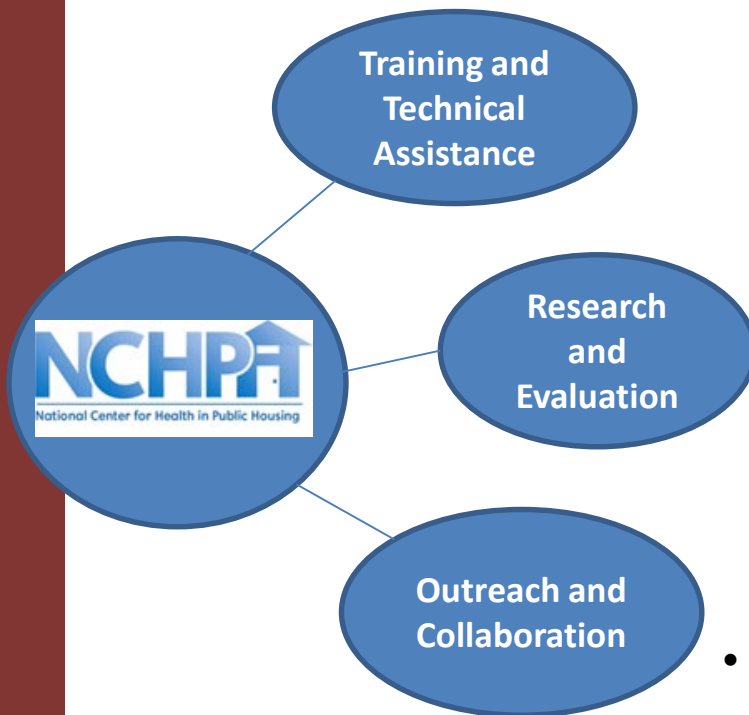 Training and
Technical
Assistance
NCHPH
National Center for Health in Public Housing
Research
and
Evaluation
Outreach and
Collaboration
•